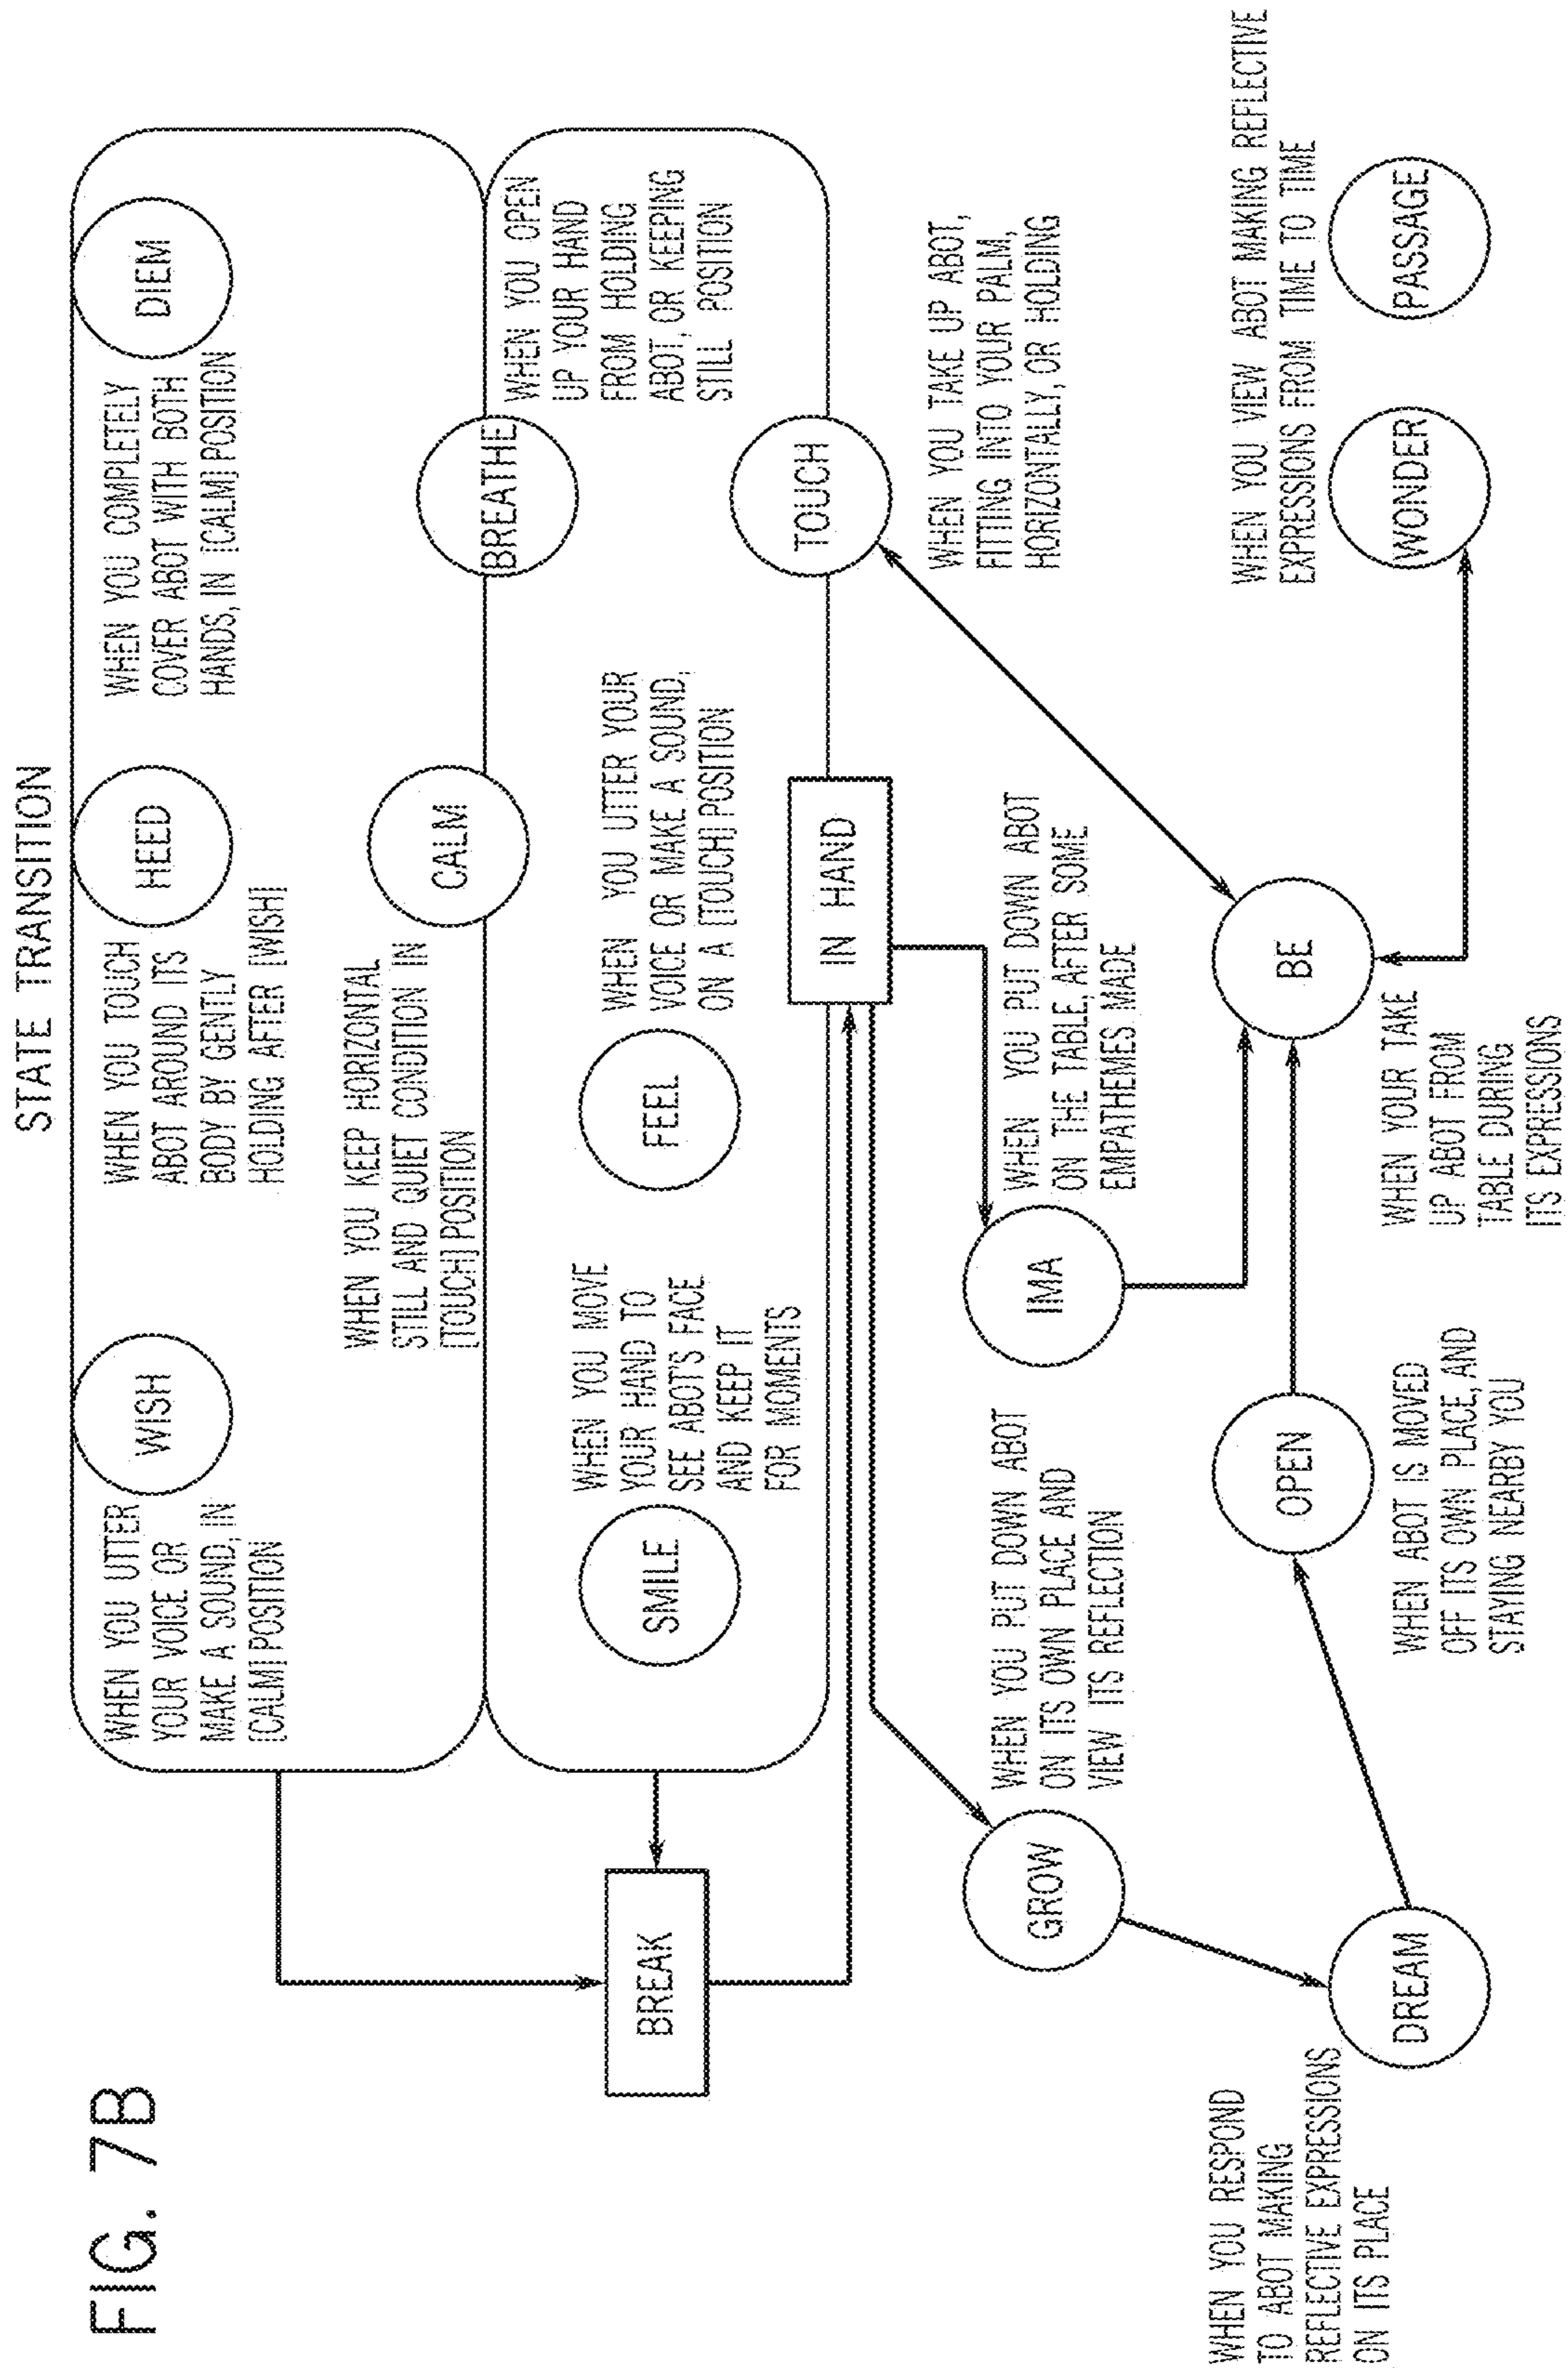 FIG. 7B
STATE TRANSITION
WHEN YOU UTTER
YOUR VOICE OR
MAKE A SOUND, IN
[CALM] POSITION
WISH
WHEN YOU TOUCH
ABOT AROUND ITS
BODY BY GENTLY
HOLDING AFTER [WISH]
HEED
WHEN YOU COMPLETELY
COVER ABOT WITH BOTH
HANDS, IN [CALM] POSITION
DIEM
WHEN YOU KEEP HORIZONTAL
STILL AND QUIET CONDITION IN
[TOUCH] POSITION
CALM
BREATHE
WHEN YOU OPEN
UP YOUR HAND
FROM HOLDING
ABOT, OR KEEPING
STILL POSITION
BREAK
SMILE
WHEN YOU MOVE
YOUR HAND TO
SEE ABOT'S FACE
AND KEEP IT
FOR MOMENTS
FEEL
WHEN YOU UTTER YOUR
VOICE OR MAKE A SOUND,
ON A [TOUCH] POSITION
IN HAND
TOUCH
WHEN YOU TAKE UP ABOT,
FITTING INTO YOUR PALM,
HORIZONTALLY, OR HOLDING
GROW
WHEN YOU PUT DOWN ABOT
ON ITS OWN PLACE AND
VIEW ITS REFLECTION
IMA
WHEN YOU PUT DOWN ABOT
ON THE TABLE, AFTER SOME
EMPATHEMES MADE
WHEN YOU RESPOND
TO ABOT MAKING
REFLECTIVE EXPRESSIONS
ON ITS PLACE
DREAM
OPEN
WHEN ABOT IS MOVED
OFF ITS OWN PLACE, AND
STAYING NEARBY YOU
BE
WHEN YOUR TAKE
UP ABOT FROM
TABLE DURING
ITS EXPRESSIONS
WHEN YOU VIEW ABOT MAKING REFLECTIVE
EXPRESSIONS FROM TIME TO TIME
WONDER
PASSAGE